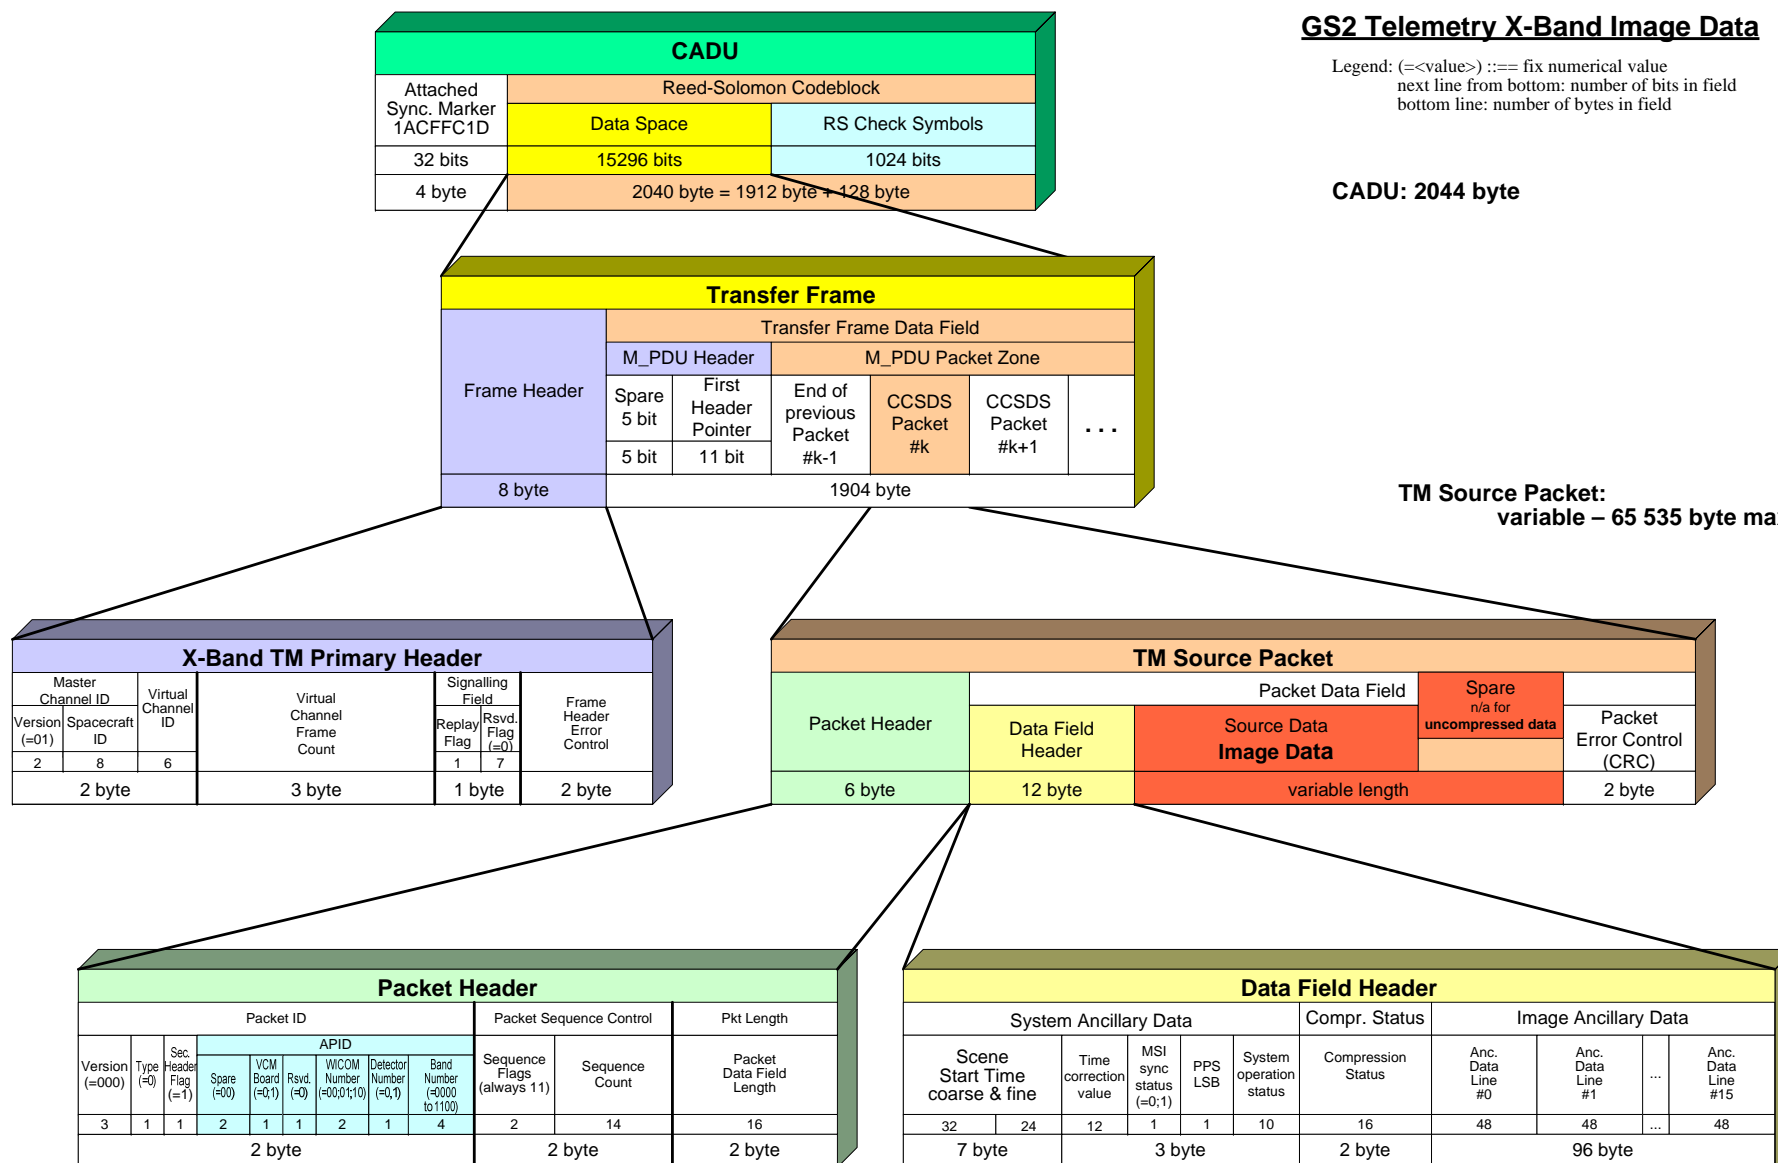 GS2 Telemetry X-Band Image Data
Legend: (=<value>) ::== fix numerical value
next line from bottom: number of bits in field
bottom line: number of bytes in field
CADU
Attached
Sync. Marker
1ACFFC1D
Reed-Solomon Codeblock
Data Space
RS Check Symbols
32 bits
15296 bits
1024 bits
4 byte
2040 byte = 1912 byte + 128 byte
CADU: 2044 byte
Transfer Frame
Frame Header
Transfer Frame Data Field
M_PDU Header
M_PDU Packet Zone
Spare
5 bit
First
Header
Pointer
End of
previous
Packet
#k-1
CCSDS
Packet
#k
CCSDS
Packet
#k+1
. . .
5 bit
11 bit
8 byte
1904 byte
TM Source Packet:
variable – 65 535 byte max
X-Band TM Primary Header
Master
Channel ID
Virtual
Channel
ID
Virtual
Channel
Frame
Count
Signalling
Field
Frame
Header
Error
Control
Version
(=01)
Spacecraft
ID
Replay
Flag
Rsvd.
Flag
(=0)
2
8
6
1
7
2 byte
3 byte
1 byte
2 byte
TM Source Packet
Packet Header
Packet Data Field
Spare
n/a for
uncompressed data
Data Field
Header
Source Data
Image Data
Packet
Error Control
(CRC)
6 byte
12 byte
variable length
2 byte
Packet Header
Packet ID
Packet Sequence Control
Pkt Length
Version
(=000)
Type
(=0)
Sec.
Header
Flag
(=1)
APID
Spare
(=00)
VCM
Board
(=0;1)
Rsvd.
(=0)
WICOM
Number
(=00;01;10)
Detector
Number
(=0,1)
Band
Number
(=0000
to 1100)
Sequence
Flags
(always 11)
Sequence
Count
Packet
Data Field
Length
3
1
1
2
1
1
2
1
4
2
14
16
2 byte
2 byte
2 byte
Data Field Header
System Ancillary Data
Compr. Status
Image Ancillary Data
Scene
Start Time
coarse & fine
Time
correction
value
MSI
sync
status
(=0;1)
PPS
LSB
System
operation
status
Compression
Status
Anc.
Data
Line
#0
Anc.
Data
Line
#1
...
Anc.
Data
Line
#15
32
24
12
1
1
10
16
48
48
...
48
7 byte
3 byte
2 byte
96 byte